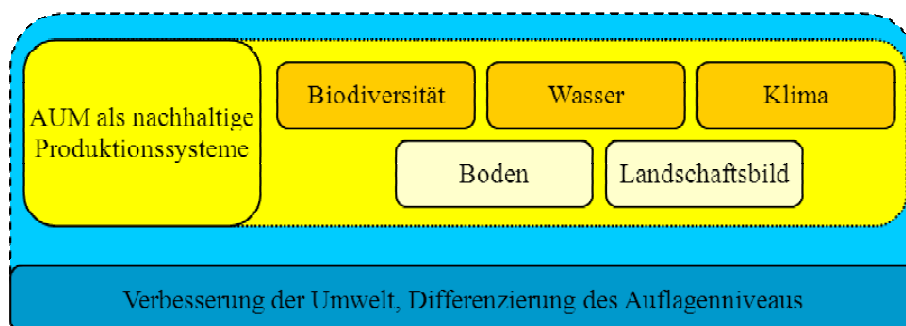 AUM als nachhaltige
Produktionssysteme
Biodiversität
Wasser
Klima
Boden
Landschaftsbild
Verbesserung der Umwelt, Differenzierung des Auflagenniveaus